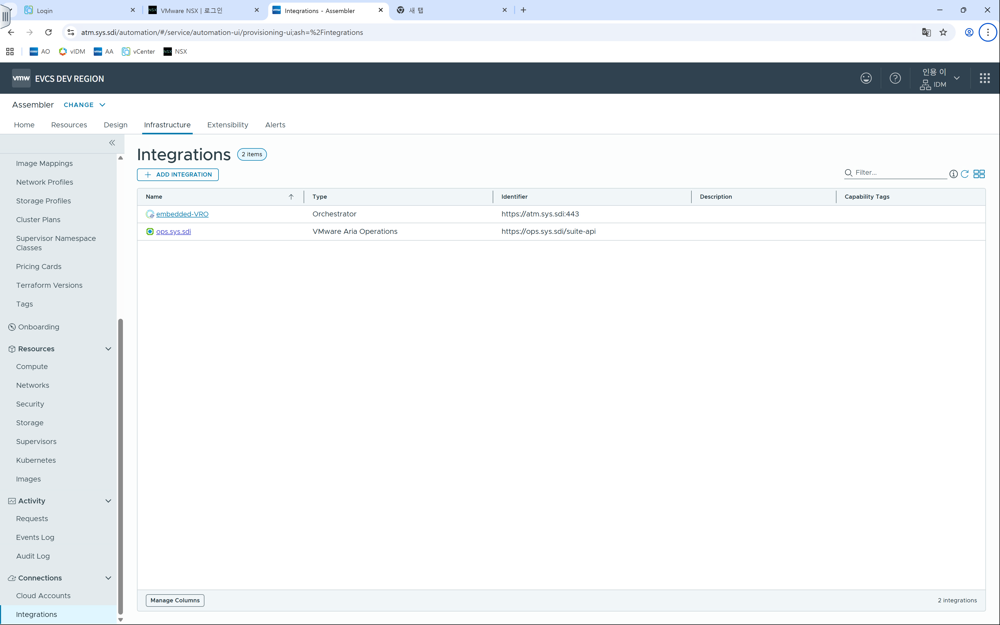 Login
VMware NSX | 로그인
Integrations - Assembler
새 탭
atm.sys.sdi/automation/#/service/automation-ui/provisioning-ui;ash=%2Fintegrations
AO
vIDM
AA
vCenter
NSX
vmw EVCS DEV REGION
인용 이
IDM
Assembler CHANGE
Home Resources Design Infrastructure Extensibility Alerts
Image Mappings
Network Profiles
Storage Profiles
Cluster Plans
Supervisor Namespace
Classes
Pricing Cards
Terraform Versions
Tags
Onboarding
Resources
Compute
Networks
Security
Storage
Supervisors
Kubernetes
Images
Activity
Requests
Events Log
Audit Log
Connections
Cloud Accounts
Integrations
Integrations 2 items
ADD INTEGRATION
Filter...
Name Type Identifier Description Capability Tags
embedded-VRO Orchestrator https://atm.sys.sdi:443
ops.sys.sdi VMware Aria Operations https://ops.sys.sdi/suite-api
Manage Columns
2 integrations